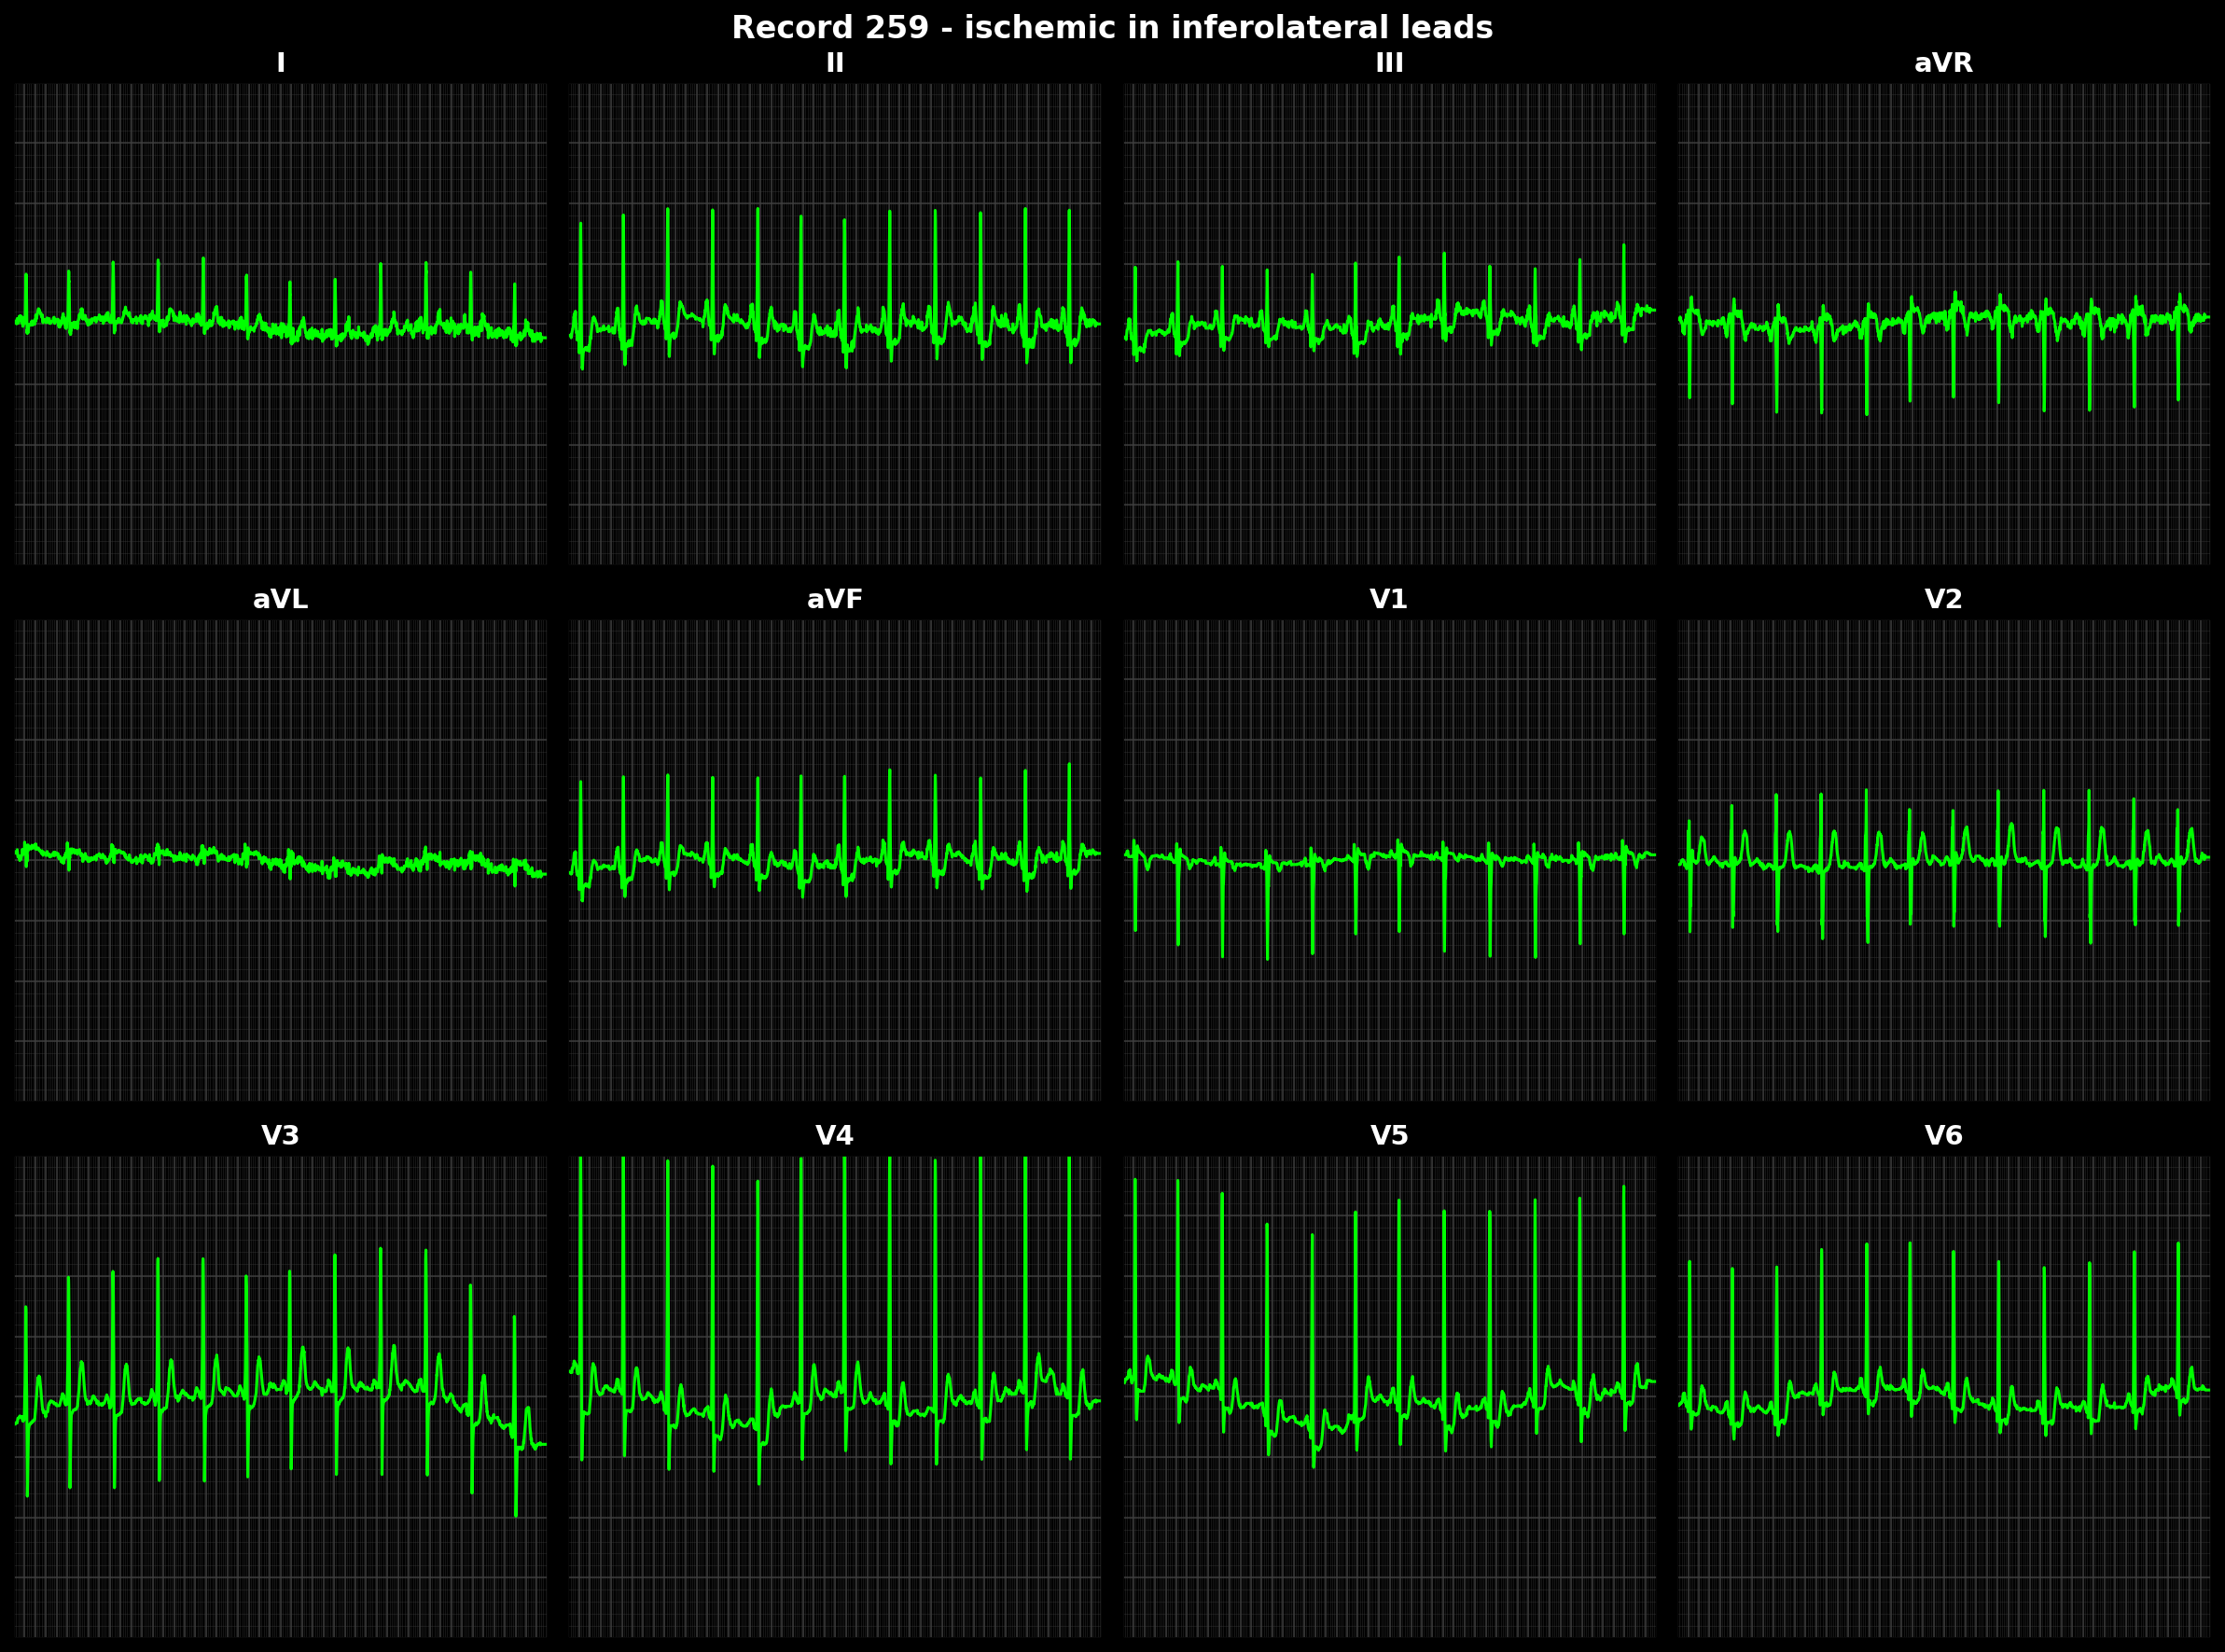 Record 259 - ischemic in inferolateral leads
I
II
III
aVR
aVL
aVF
V1
V2
V3
V4
V5
V6